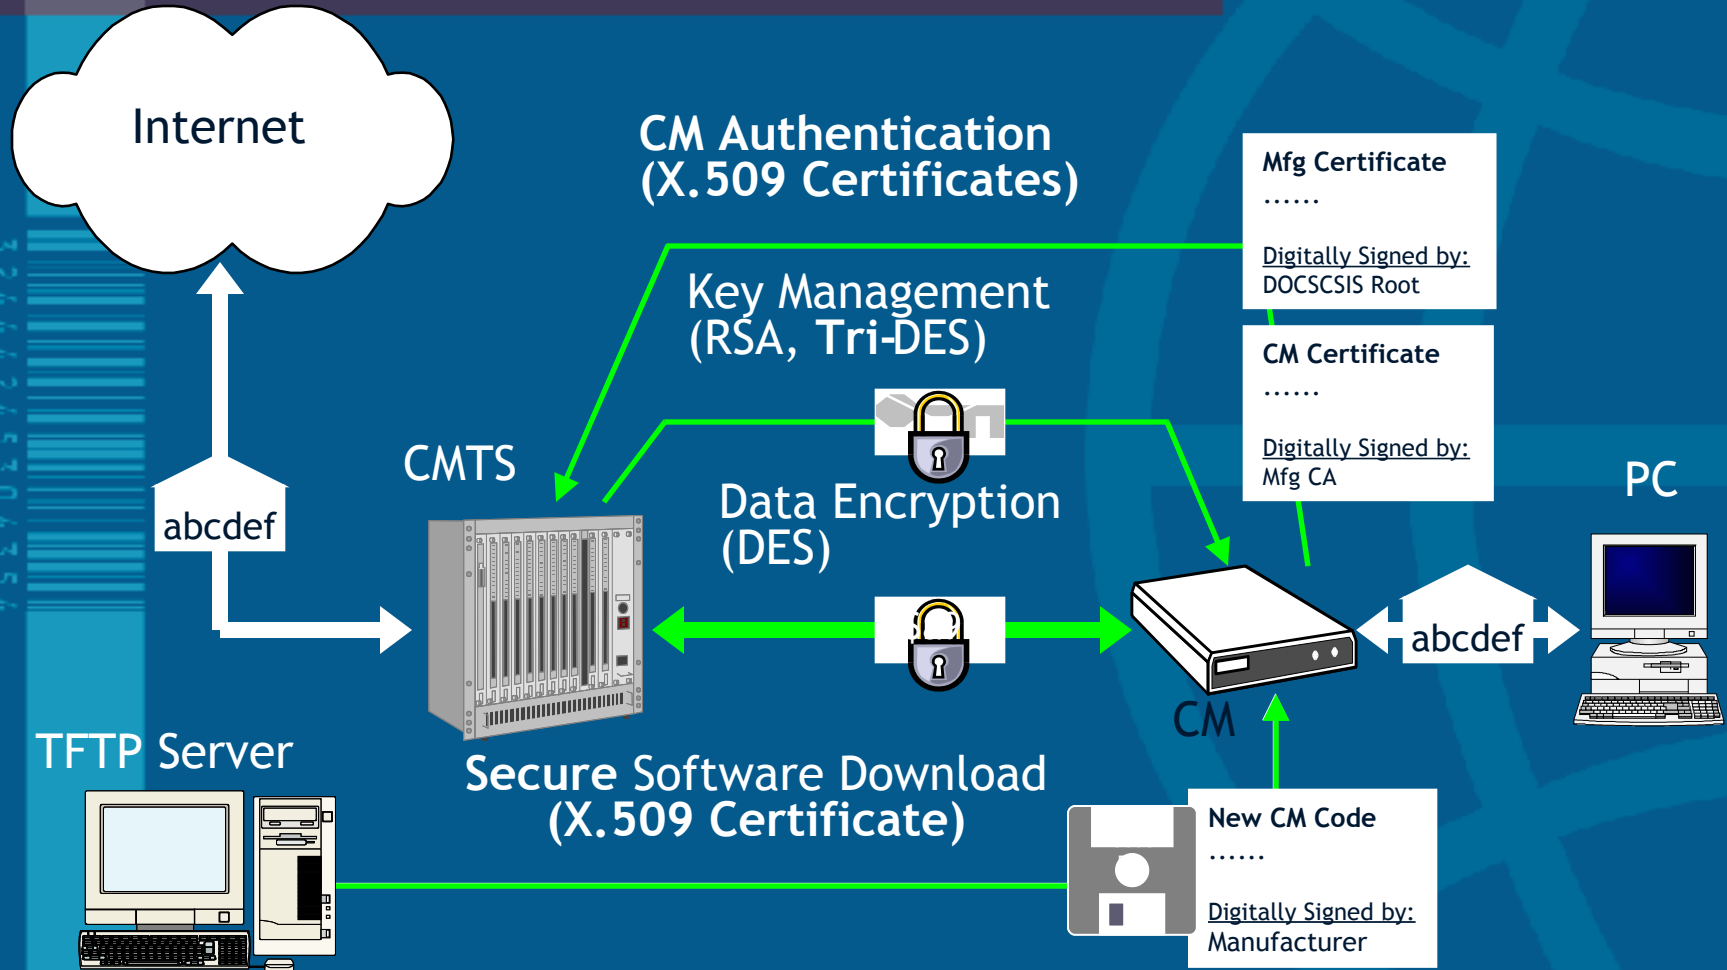 Internet
CM Authentication
(X.509 Certificates)
Mfg Certificate
......
Digitally Signed by:
DOCSCSIS Root
Key Management
(RSA, Tri-DES)
CM Certificate
......
Digitally Signed by:
Mfg CA
CMTS
PC
abcdef
Data Encryption
(DES)
abcdef
CM
TFTP Server
Secure Software Download
(X.509 Certificate)
New CM Code
......
Digitally Signed by:
Manufacturer